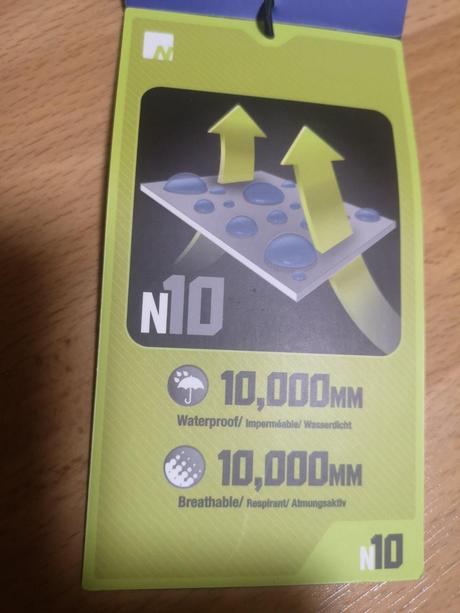 N
N10
10,000MM
Waterproof/ Imperméable/ Wasserdicht
10,000MM
Breathable/ Respirant/ Atmungsaktiv
N10